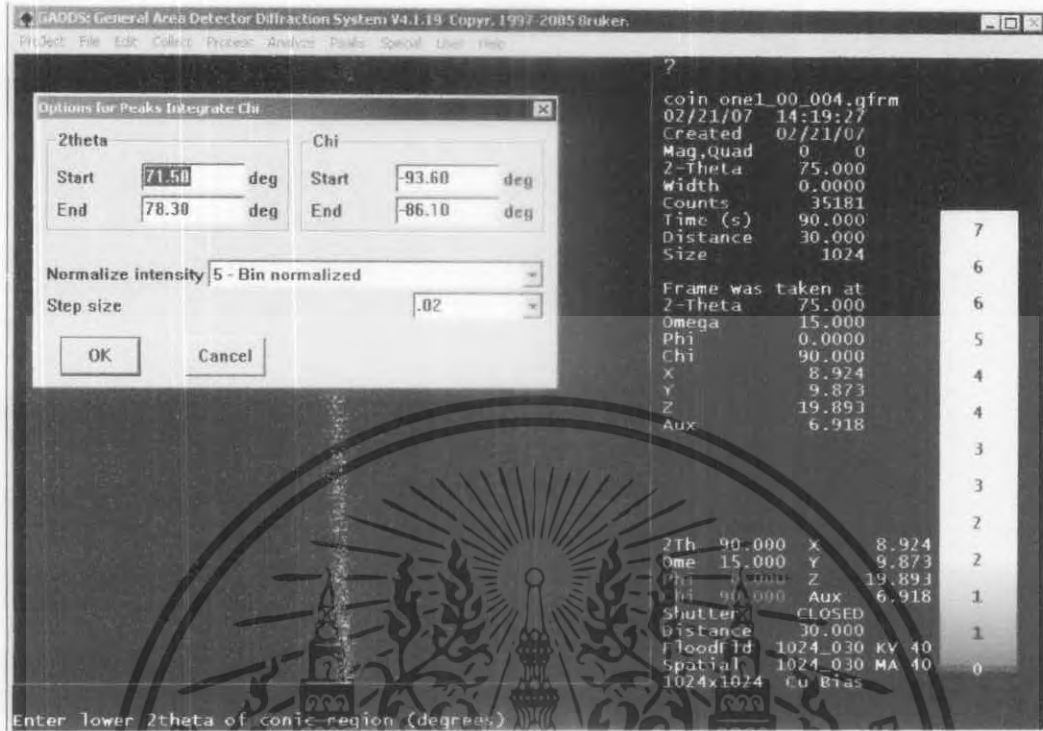 GADDS: General Area Detector Diffraction System V4.1.19 Copyr. 1997-2005 Bruker.
Project File Edit Collect Process Analyze Peaks Special User Help
Options for Peaks Integrate Chi
2theta
Start 71.50 deg
End 78.30 deg
Chi
Start -93.60 deg
End -86.10 deg
Normalize intensity 5 - Bin normalized
Step size .02
OK Cancel
?
coin one1_00_004.gfrm
02/21/07 14:19:27
Created 02/21/07
Mag,Quad 0 0
2-Theta 75.000
Width 0.0000
Counts 35181
Time (s) 90.000
Distance 30.000
Size 1024
Frame was taken at
2-Theta 75.000
Omega 15.000
Phi 0.0000
Chi 90.000
X 8.924
Y 9.873
Z 19.893
Aux 6.918
2Th 90.000 X 8.924
Ome 15.000 Y 9.873
Phi 0.000 Z 19.893
Chi 90.000 Aux 6.918
Shutter CLOSED
Distance 30.000
FloodFld 1024_030 KV 40
Spatial 1024_030 MA 40
1024x1024 Cu Bias
7
6
6
5
4
4
3
3
2
2
1
1
0
Enter lower 2theta of conic region (degrees)